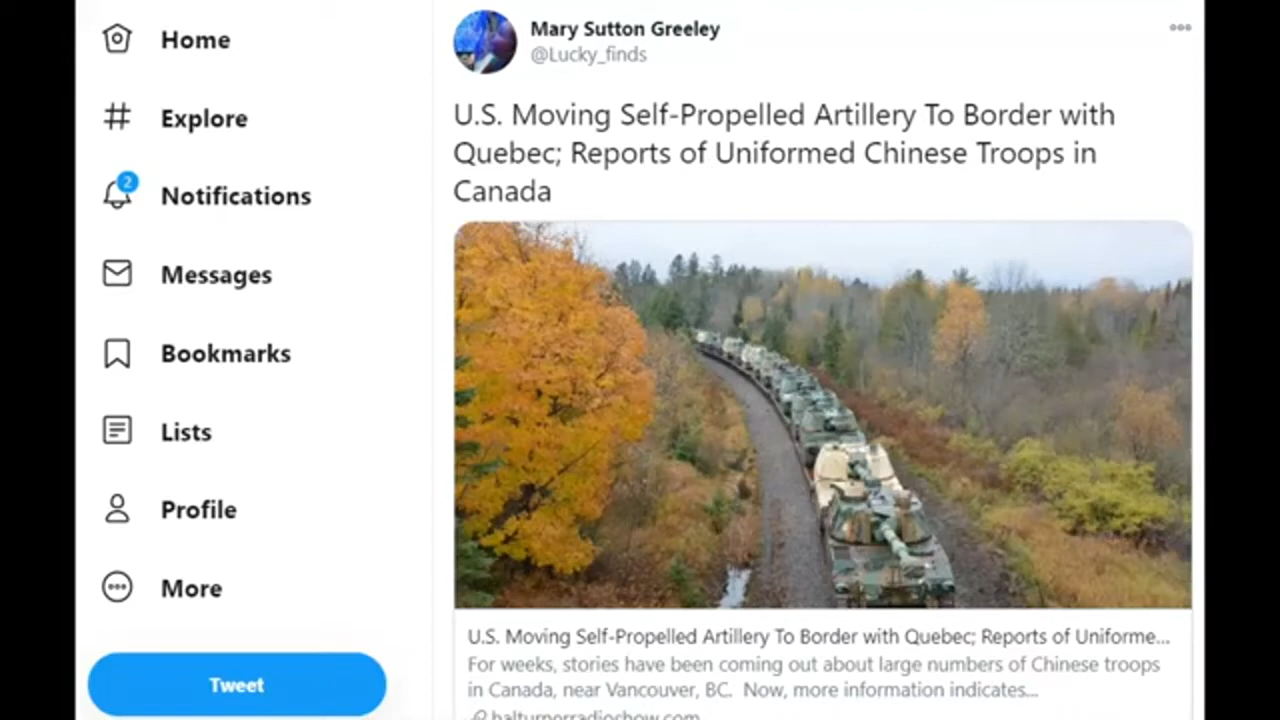 Home
Explore
2
Notifications
Messages
Bookmarks
Lists
Profile
More
Tweet
Mary Sutton Greeley
@Lucky_finds
U.S. Moving Self-Propelled Artillery To Border with
Quebec; Reports of Uniformed Chinese Troops in
Canada
U.S. Moving Self-Propelled Artillery To Border with Quebec; Reports of Uniforme...
For weeks, stories have been coming out about large numbers of Chinese troops
in Canada, near Vancouver, BC. Now, more information indicates...
halturnerradioshow.com